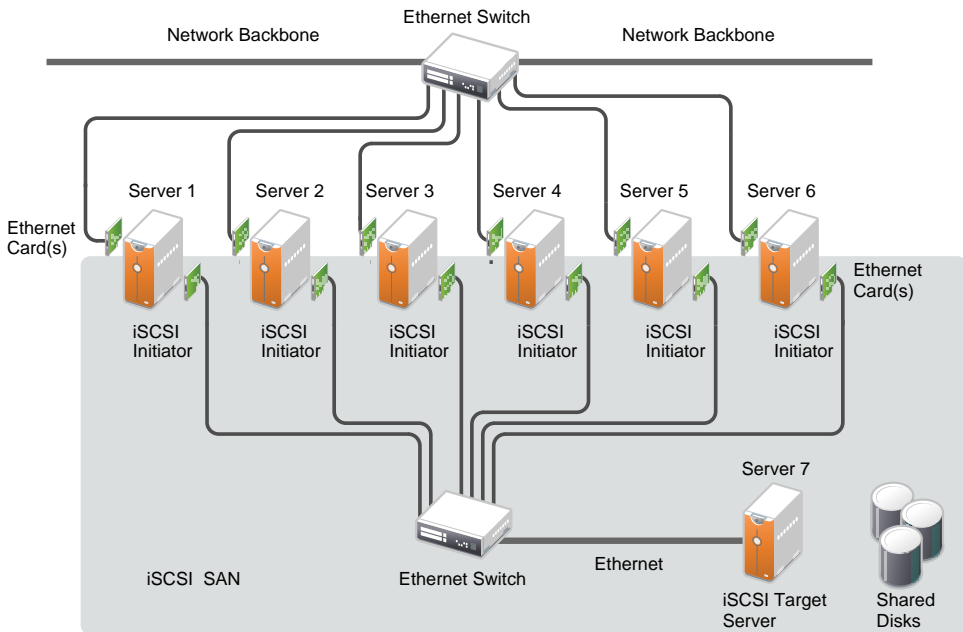 Ethernet Switch
Network Backbone
Network Backbone
Server 1
Server 2
Server 3
Server 4
Server 5
Server 6
Ethernet
Card(s)
Ethernet
Card(s)
iSCSI
Initiator
iSCSI
Initiator
iSCSI
Initiator
iSCSI
Initiator
iSCSI
Initiator
iSCSI
Initiator
Server 7
Ethernet
iSCSI SAN
Ethernet Switch
iSCSI Target
Server
Shared
Disks